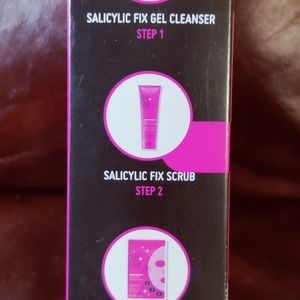 SALICYLIC FIX GEL CLEANSER
STEP 1
SALICYLIC FIX SCRUB
STEP 2